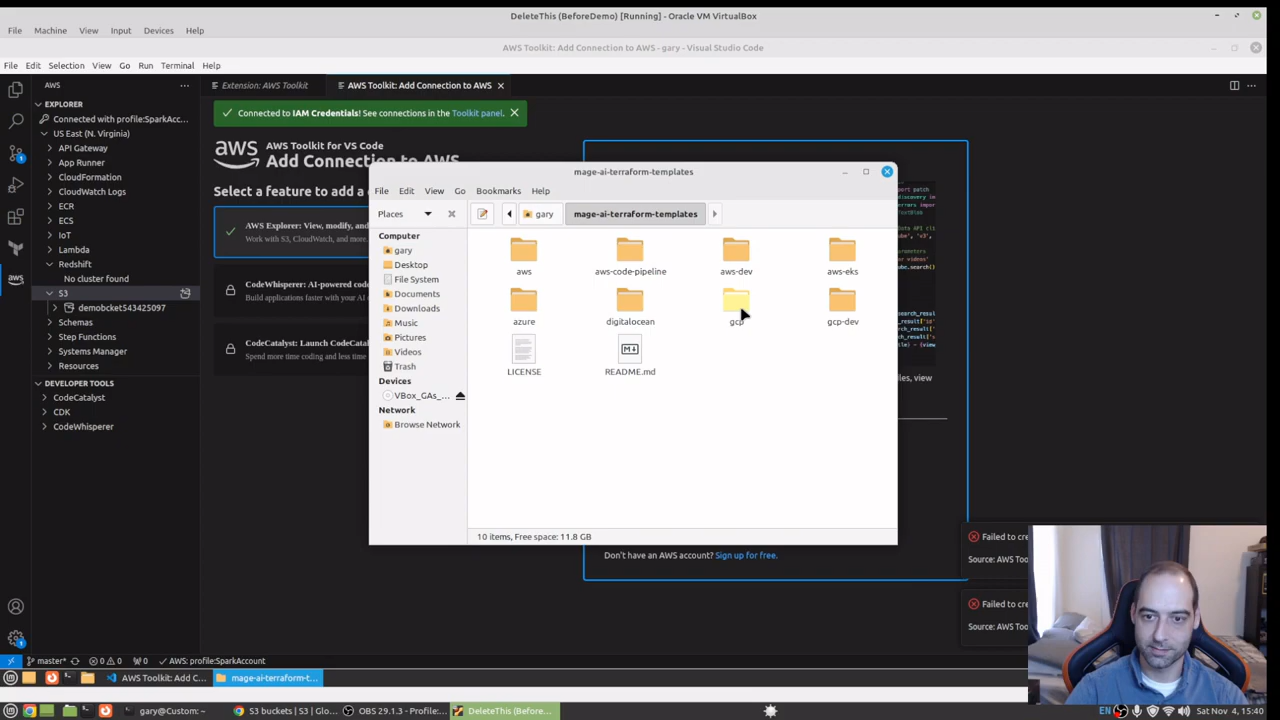 DeleteThis (BeforeDemo) [Running] - Oracle VM VirtualBox
File Machine View Input Devices Help
AWS Toolkit: Add Connection to AWS - gary - Visual Studio Code
File Edit Selection View Go Run Terminal Help
AWS
Extension: AWS Toolkit
AWS Toolkit: Add Connection to AWS
EXPLORER
Connected with profile:SparkAcc...
US East (N. Virginia)
API Gateway
App Runner
CloudFormation
CloudWatch Logs
ECR
ECS
IoT
Lambda
Redshift
No cluster found
S3
demobcket543425097
Schemas
Step Functions
Systems Manager
Resources
DEVELOPER TOOLS
CodeCatalyst
CDK
CodeWhisperer
Connected to IAM Credentials! See connections in the Toolkit panel.
aws
AWS Toolkit for VS Code
Add Connection to AWS
Select a feature to add a
AWS Explorer: View, modify, and
Work with S3, CloudWatch, and more.
CodeWhisperer: AI-powered code
Build applications faster with your AI
CodeCatalyst: Launch CodeCatal
Spend more time coding and less time
mage-ai-terraform-templates
File Edit View Go Bookmarks Help
Places
gary
mage-ai-terraform-templates
Computer
gary
Desktop
File System
Documents
Downloads
Music
Pictures
Videos
Trash
Devices
VBox_GAs_...
Network
Browse Network
aws
aws-code-pipeline
aws-dev
aws-eks
azure
digitalocean
gcp
gcp-dev
LICENSE
README.md
10 items, Free space: 11.8 GB
les, view
Don't have an AWS account? Sign up for free.
Failed to cre
Source: AWS Too
Failed to cre
Source: AWS Too
master* 0 0 0 AWS: profile:SparkAccount
AWS Toolkit: Add C...
mage-ai-terraform-t...
gary@Custom: ~
S3 buckets | S3 | Glo...
OBS 29.1.3 - Profile:...
DeleteThis (Before...
EN
Sat Nov 4, 15:40